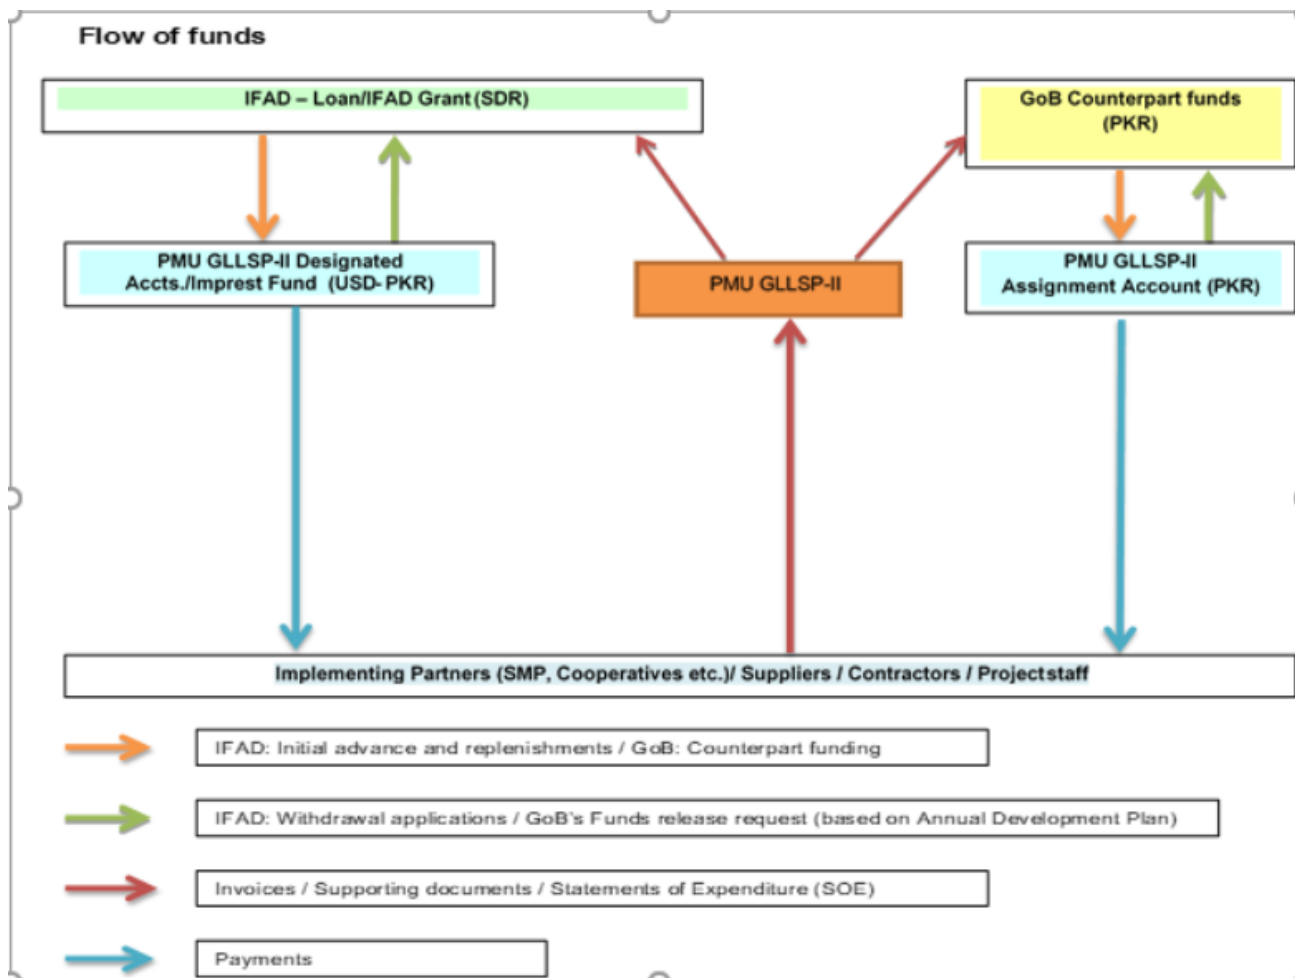 Flow of funds
IFAD – Loan/IFAD Grant (SDR)
GoB Counterpart funds
(PKR)
PMU GLLSP-II Designated
Accts./Imprest Fund (USD-PKR)
PMU GLLSP-II
PMU GLLSP-II
Assignment Account (PKR)
Implementing Partners (SMP, Cooperatives etc.)/ Suppliers / Contractors / Project staff
IFAD: Initial advance and replenishments / GoB: Counterpart funding
IFAD: Withdrawal applications / GoB's Funds release request (based on Annual Development Plan)
Invoices / Supporting documents / Statements of Expenditure (SOE)
Payments